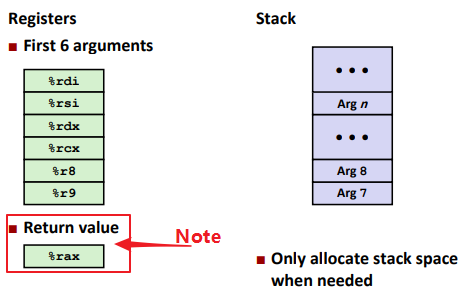 Registers
■ First 6 arguments
%rdi
%rsi
%rdx
%rcx
%r8
%r9
■ Return value
%rax
Note
Stack
• • •
Arg n
• • •
Arg 8
Arg 7
■ Only allocate stack space
when needed